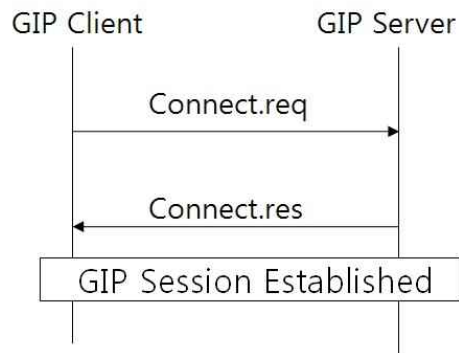 GIP Client
GIP Server
Connect.req
Connect.res
GIP Session Established